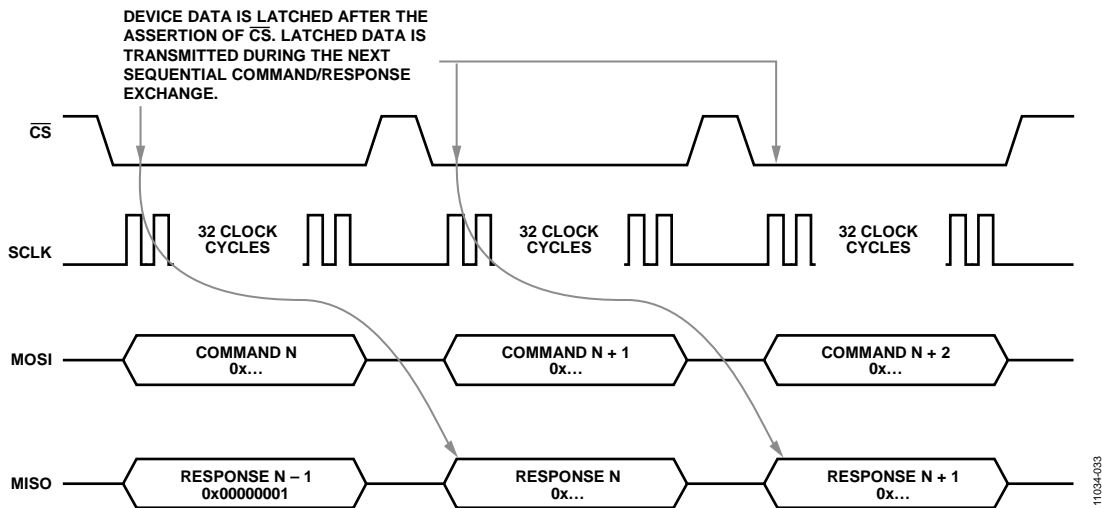 DEVICE DATA IS LATCHED AFTER THE
ASSERTION OF CS. LATCHED DATA IS
TRANSMITTED DURING THE NEXT
SEQUENTIAL COMMAND/RESPONSE
EXCHANGE.
CS
SCLK
32 CLOCK
CYCLES
32 CLOCK
CYCLES
32 CLOCK
CYCLES
MOSI
COMMAND N
0x…
COMMAND N + 1
0x…
COMMAND N + 2
0x…
MISO
RESPONSE N – 1
0x00000001
RESPONSE N
0x…
RESPONSE N + 1
0x…
11034-033